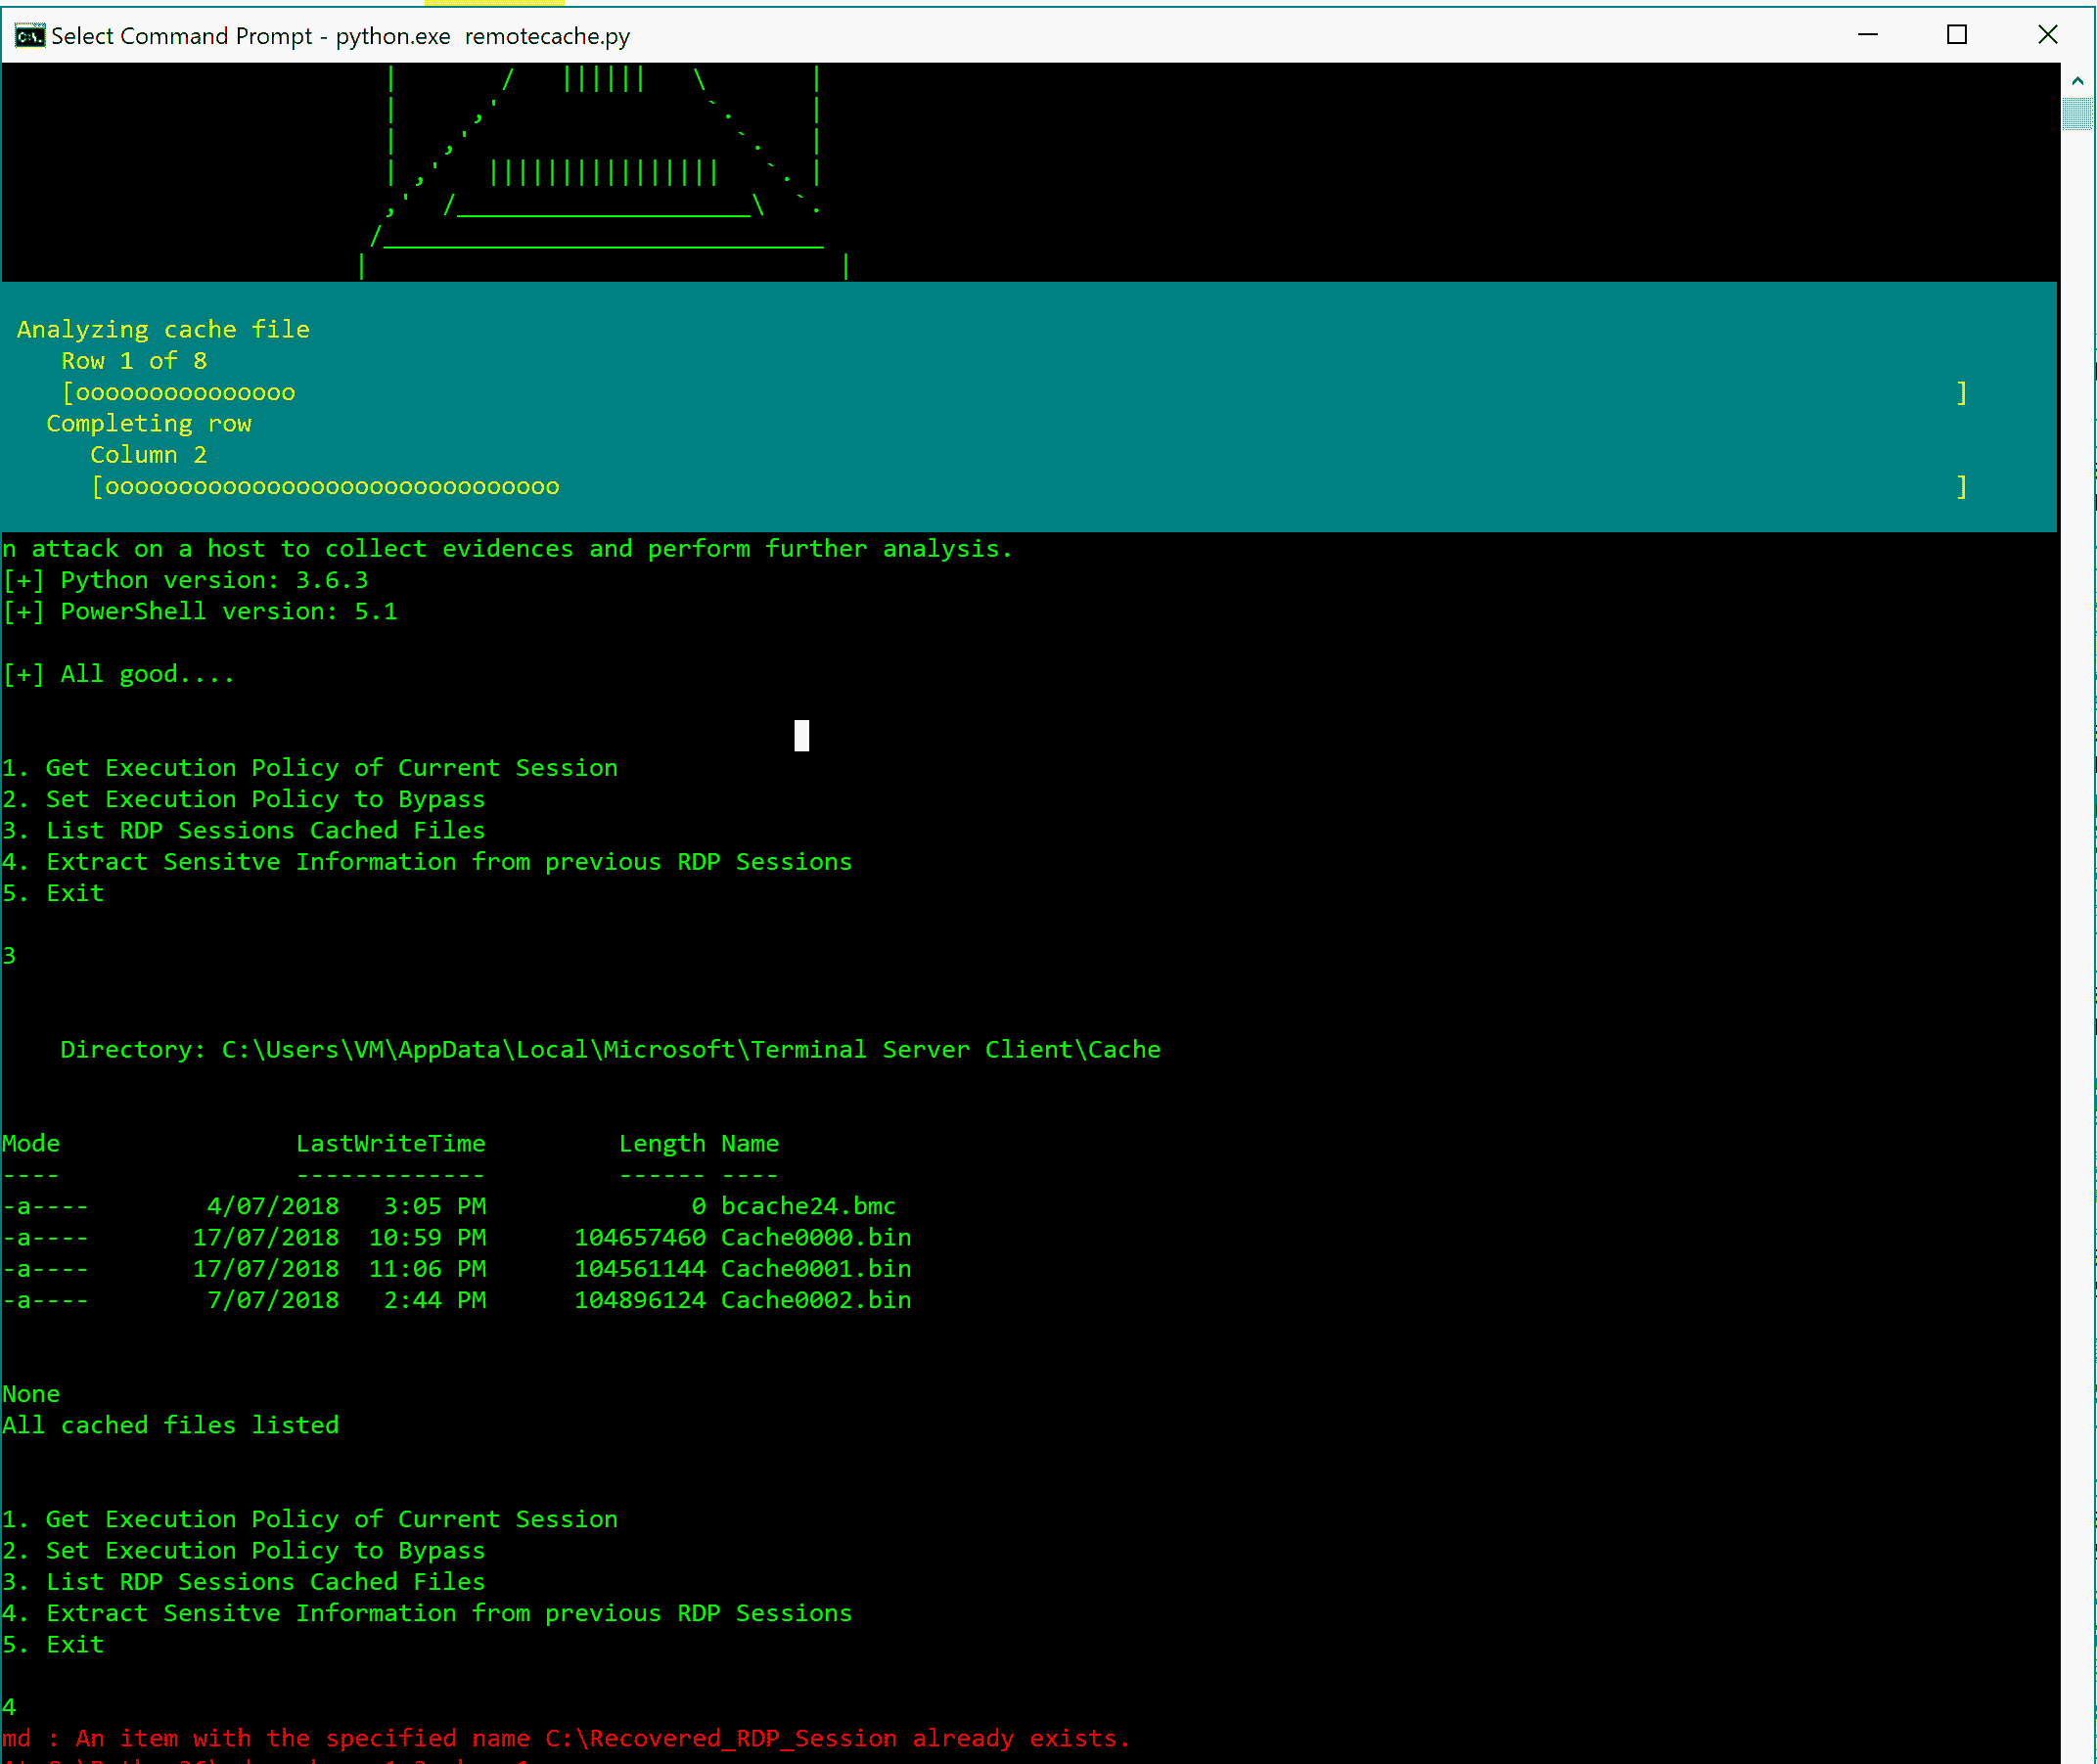 Select Command Prompt - python.exe  remotecache.py
Analyzing cache file
Row 1 of 8
[ooooooooooooooo                    ]
Completing row
Column 2
[ooooooooooooooooooooooooooooooo                    ]
n attack on a host to collect evidences and perform further analysis.
[+] Python version: 3.6.3
[+] PowerShell version: 5.1
[+] All good....
1. Get Execution Policy of Current Session
2. Set Execution Policy to Bypass
3. List RDP Sessions Cached Files
4. Extract Sensitve Information from previous RDP Sessions
5. Exit
3
Directory: C:\Users\VM\AppData\Local\Microsoft\Terminal Server Client\Cache
Mode                LastWriteTime         Length Name
----                -------------         ------ ----
-a----        4/07/2018   3:05 PM              0 bcache24.bmc
-a----       17/07/2018  10:59 PM      104657460 Cache0000.bin
-a----       17/07/2018  11:06 PM      104561144 Cache0001.bin
-a----        7/07/2018   2:44 PM      104896124 Cache0002.bin
None
All cached files listed
1. Get Execution Policy of Current Session
2. Set Execution Policy to Bypass
3. List RDP Sessions Cached Files
4. Extract Sensitve Information from previous RDP Sessions
5. Exit
4
md : An item with the specified name C:\Recovered_RDP_Session already exists.